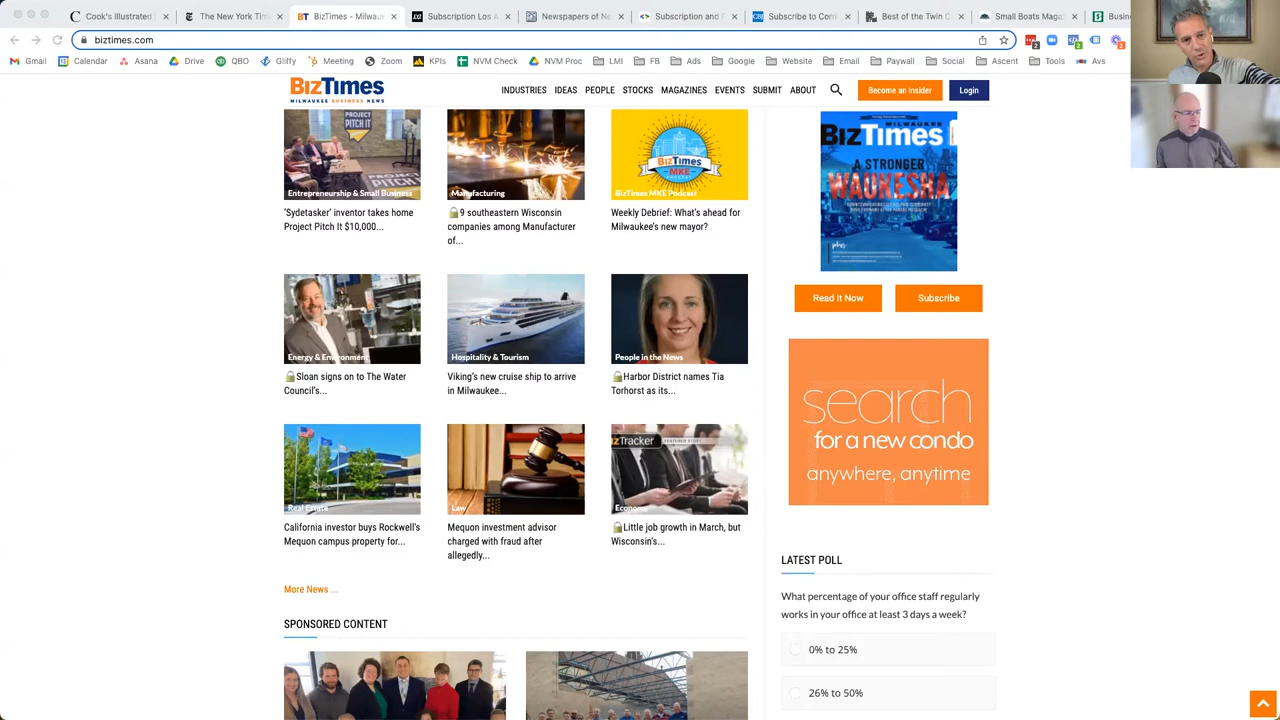 Cook's Illustrated
The New York Tim
BizTimes - Milwauk
Subscription Los A
Newspapers of Ne
Subscription and P
Subscribe to Corri
Best of the Twin C
Small Boats Maga
Busin
biztimes.com
Gmail
Calendar
Asana
Drive
QBO
Gliffy
Meeting
Zoom
KPIs
NVM Check
NVM Proc
LMI
FB
Ads
Google
Website
Email
Paywall
Social
Ascent
Tools
Avs
BizTimes
MILWAUKEE BUSINESS NEWS
INDUSTRIES IDEAS PEOPLE STOCKS MAGAZINES EVENTS SUBMIT ABOUT
Become an Insider
Login
PROJECT
PITCH IT
Entrepreneurship & Small Business
'Sydetasker' inventor takes home
Project Pitch It $10,000...
Manufacturing
9 southeastern Wisconsin
companies among Manufacturer
of...
BizTimes
MKE
BizTimes MKE Podcast
Weekly Debrief: What's ahead for
Milwaukee's new mayor?
Energy & Environment
Sloan signs on to The Water
Council's...
Hospitality & Tourism
Viking's new cruise ship to arrive
in Milwaukee...
People in the News
Harbor District names Tia
Torhorst as its...
Real Estate
California investor buys Rockwell's
Mequon campus property for...
Law
Mequon investment advisor
charged with fraud after
allegedly...
izTracker FEATURED STORY
Economy
Little job growth in March, but
Wisconsin's...
More News ...
SPONSORED CONTENT
MILWAUKEE
BizTimes
A STRONGER
WAUKESHA
plus
Read It Now
Subscribe
search
for a new condo
anywhere, anytime
LATEST POLL
What percentage of your office staff regularly
works in your office at least 3 days a week?
0% to 25%
26% to 50%